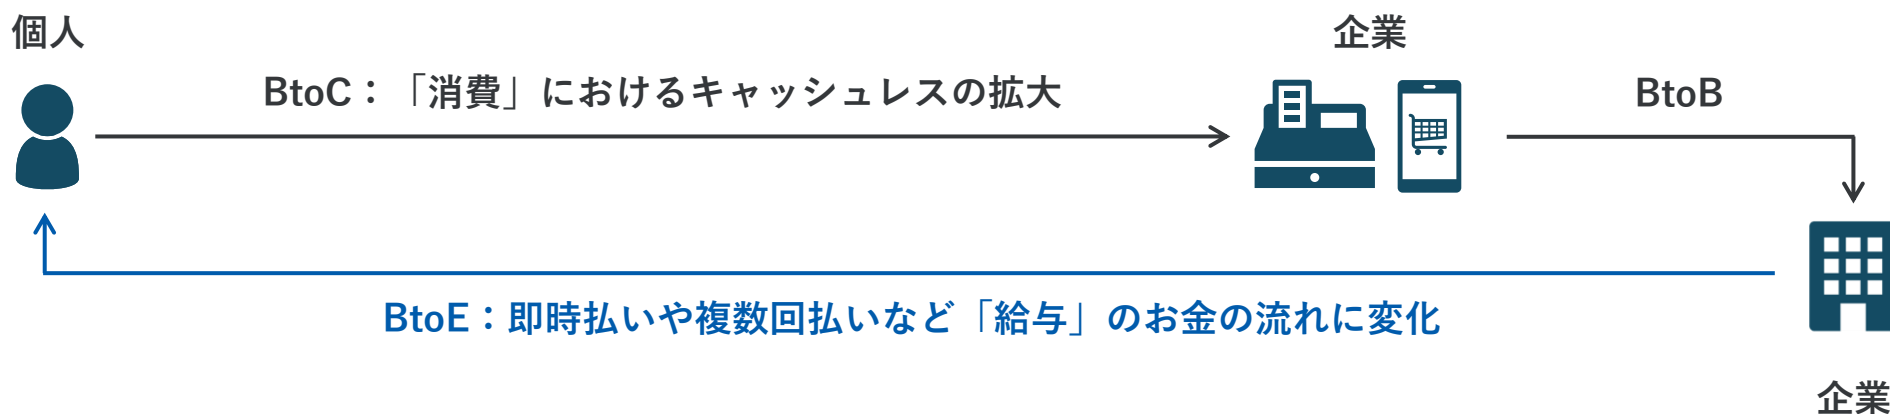 個人
企業
BtoC：「消費」におけるキャッシュレスの拡大
BtoB
BtoE：即時払いや複数回払いなど「給与」のお金の流れに変化
企業